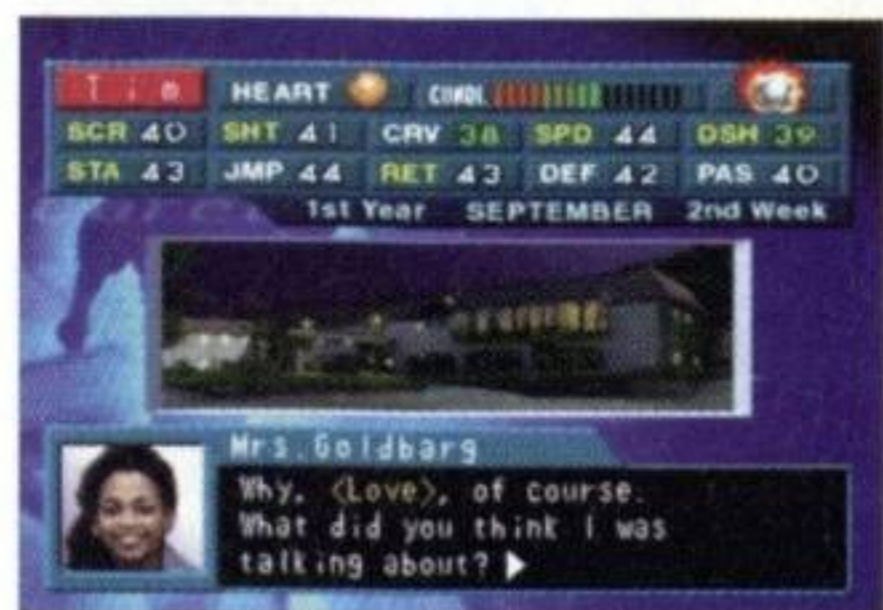 Tim HEART CONDI.
SCR 40 SHT 41 CRV 38 SPD 44 DSH 39
STA 43 JMP 44 RET 43 DEF 42 PAS 40
1st Year SEPTEMBER 2nd Week
Mrs.Goldbarg
Why, <Love>, of course.
What did you think I was
talking about?